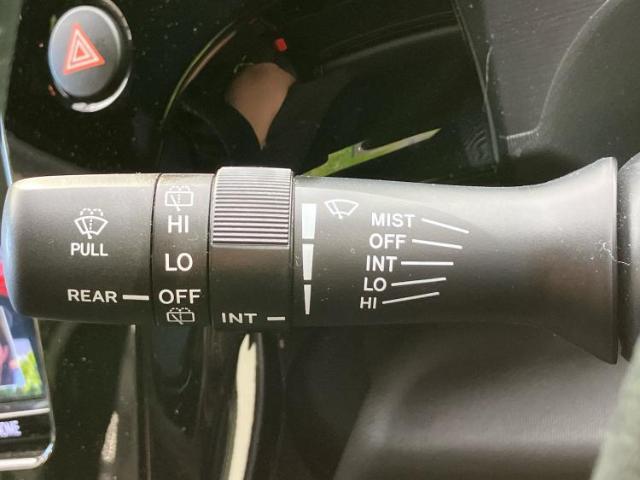 PULL
REAR
HI
LO
OFF
INT
MIST
OFF
INT
LO
HI